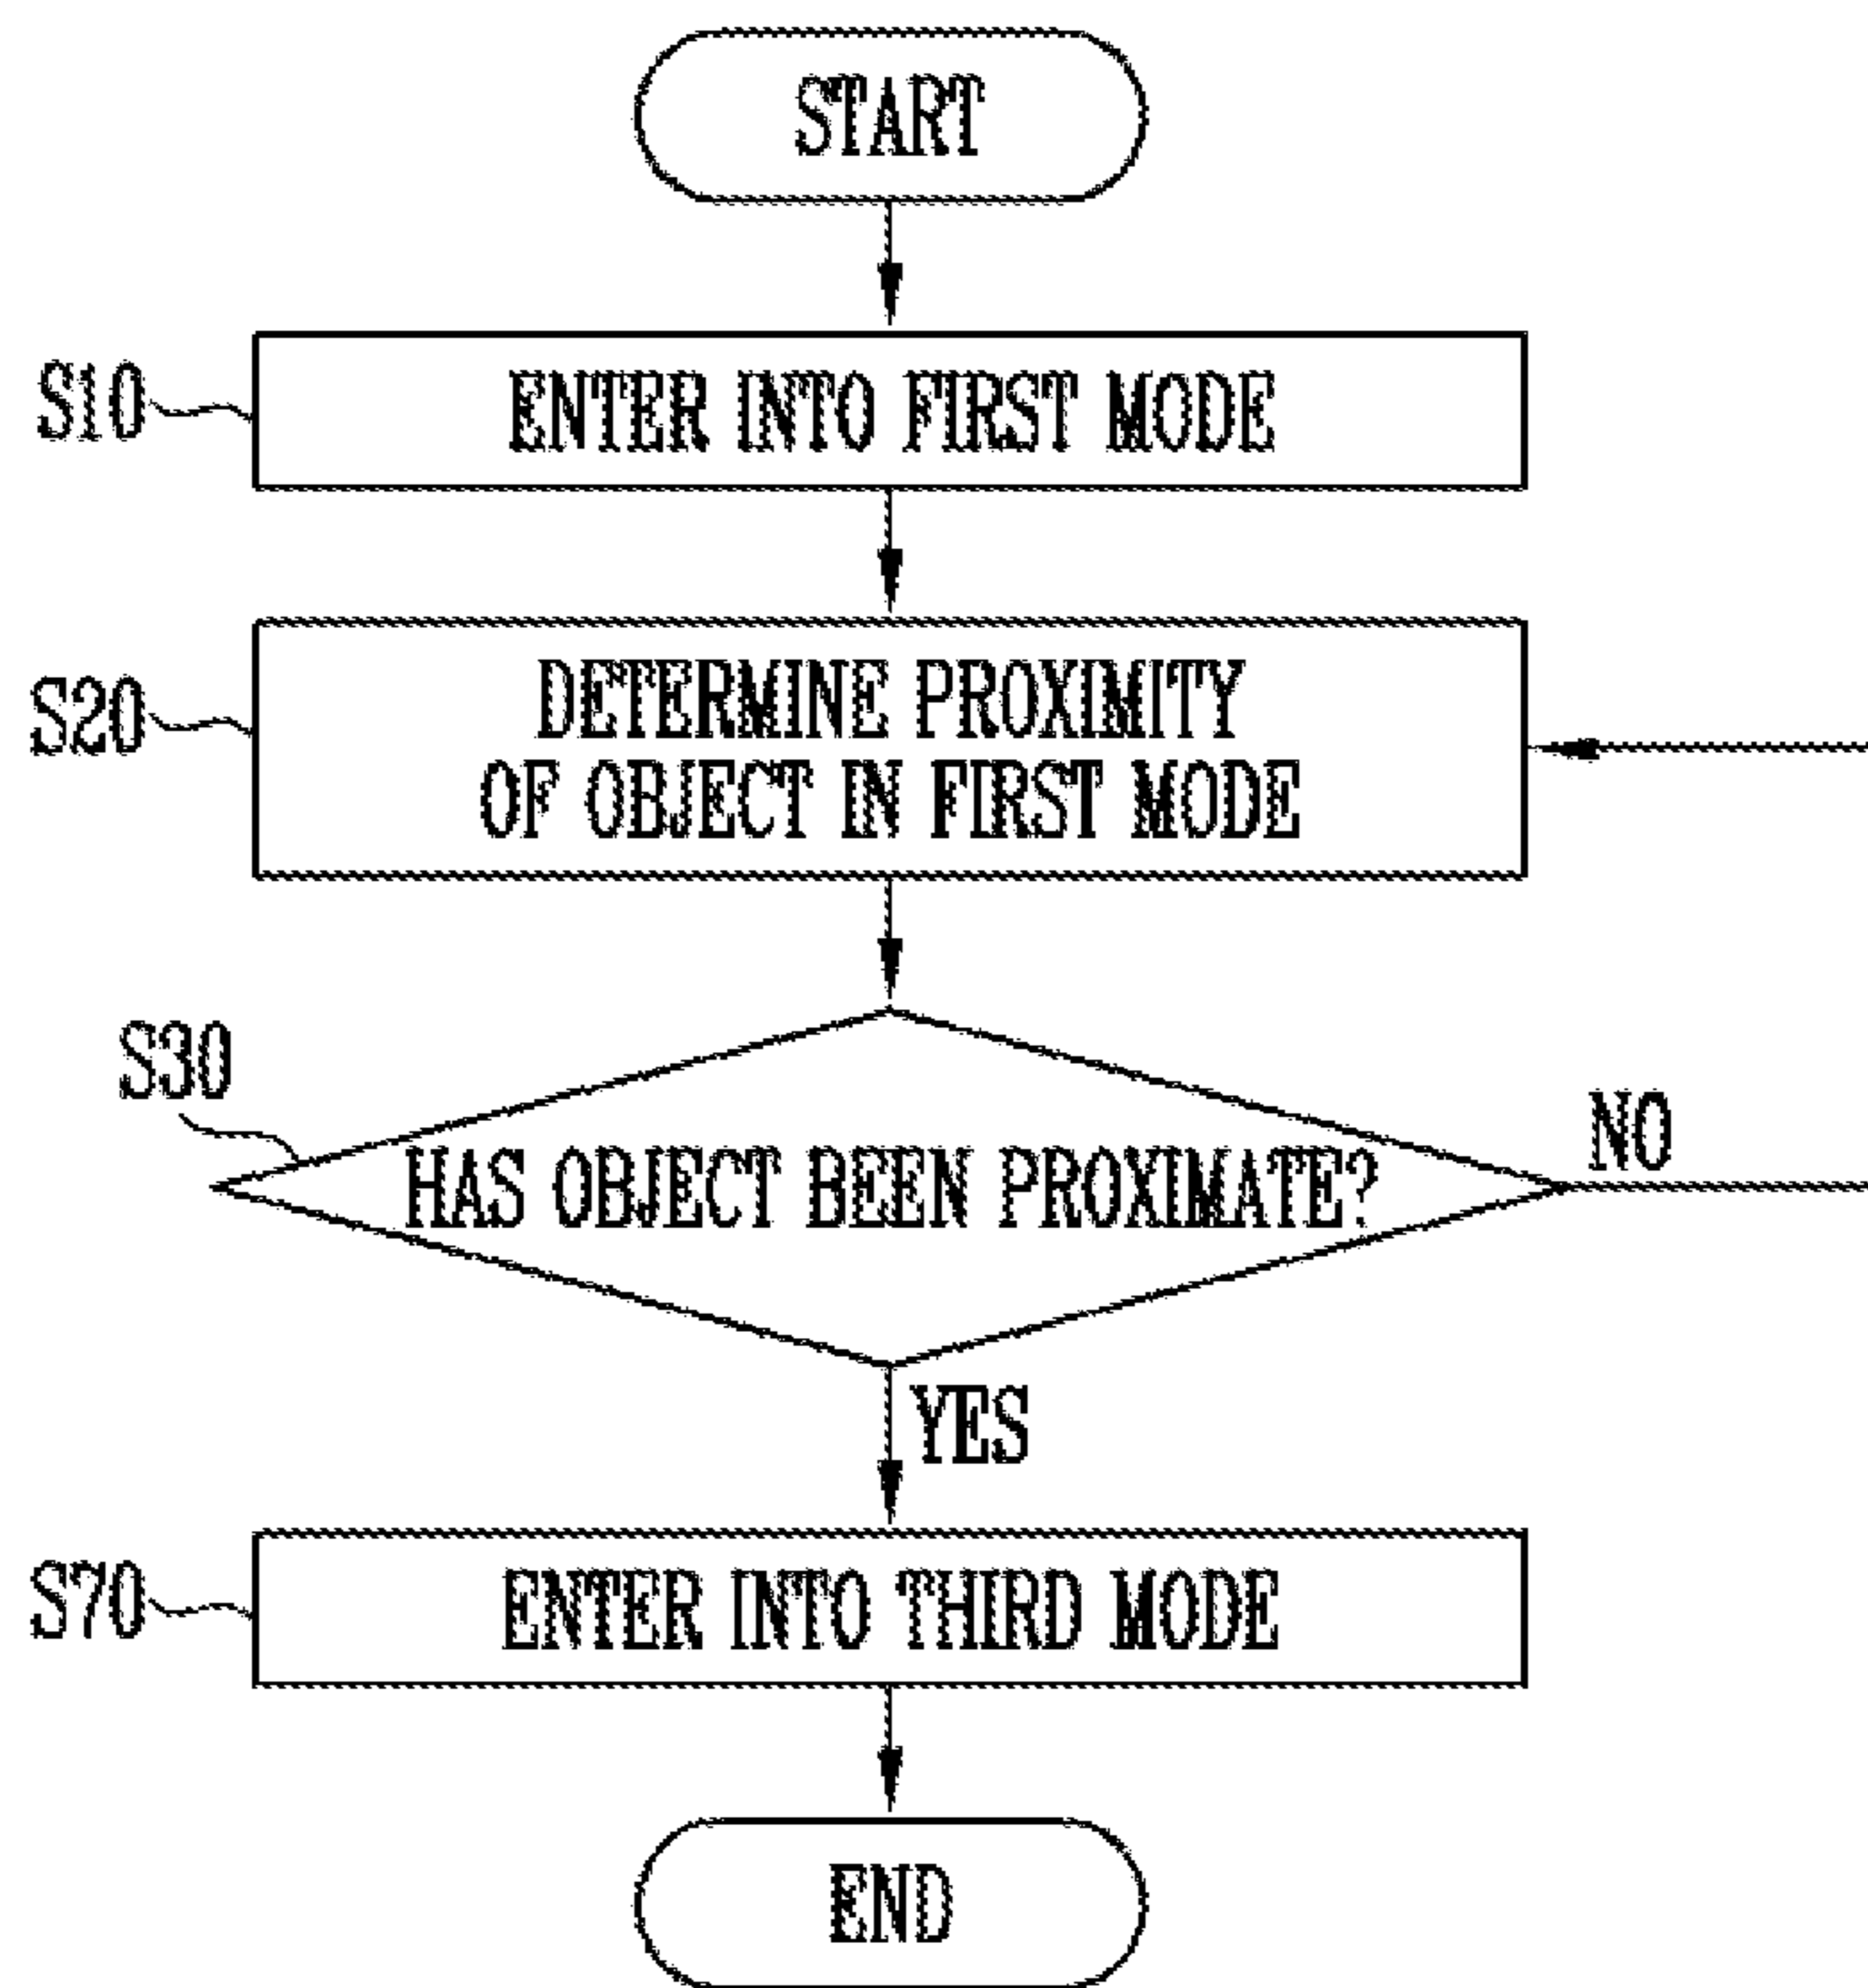 START
S10
ENTER INTO FIRST MODE
S20
DETERMINE PROXIMITY
OF OBJECT IN FIRST MODE
S30
HAS OBJECT BEEN PROXIMATE?
NO
YES
S70
ENTER INTO THIRD MODE
END